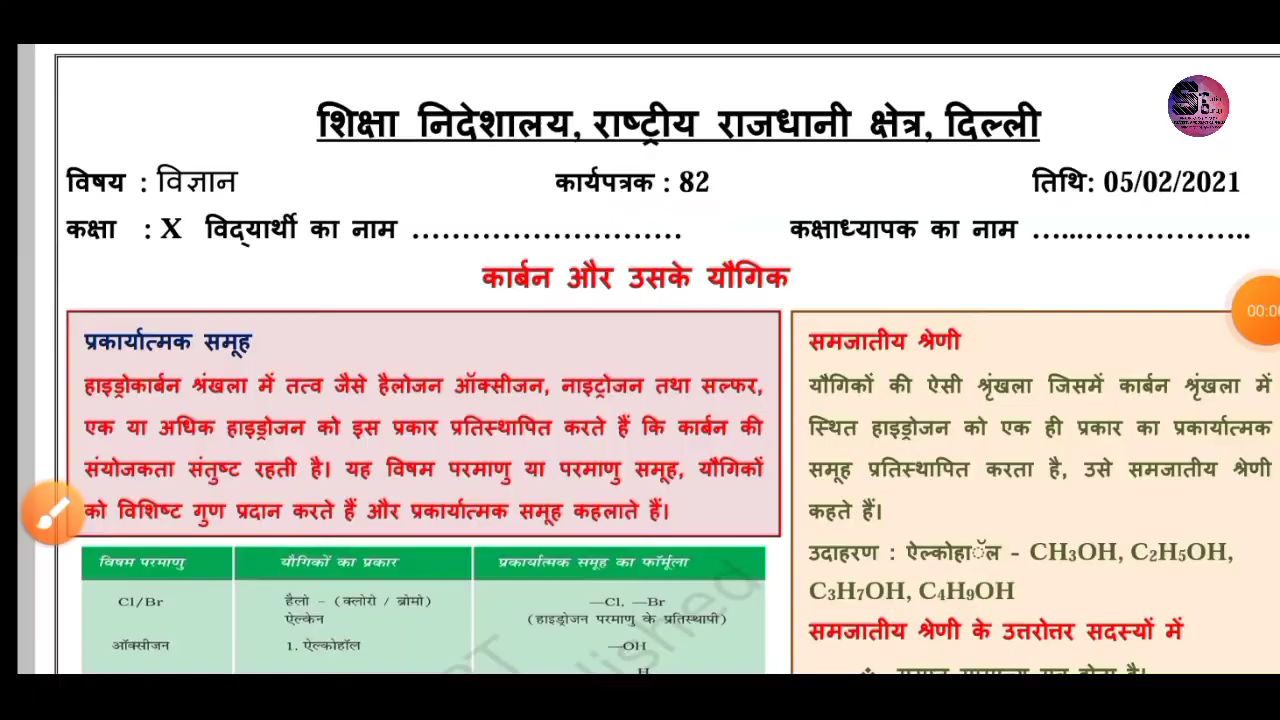 शिक्षा निदेशालय, राष्ट्रीय राजधानी क्षेत्र, दिल्ली
विषय : विज्ञान कार्यपत्रक : 82 तिथि: 05/02/2021
कक्षा : X विद्यार्थी का नाम ……………………… कक्षाध्यापक का नाम …...……………..
कार्बन और उसके यौगिक
प्रकार्यात्मक समूह
हाइड्रोकार्बन श्रंखला में तत्व जैसे हैलोजन ऑक्सीजन, नाइट्रोजन तथा सल्फर,
एक या अधिक हाइड्रोजन को इस प्रकार प्रतिस्थापित करते हैं कि कार्बन की
संयोजकता संतुष्ट रहती है। यह विषम परमाणु या परमाणु समूह, यौगिकों
को विशिष्ट गुण प्रदान करते हैं और प्रकार्यात्मक समूह कहलाते हैं।
विषम परमाणु यौगिकों का प्रकार प्रकार्यात्मक समूह का फॉर्मूला
Cl/Br हैलो - (क्लोरो / ब्रोमो) —Cl, —Br
ऐल्केन (हाइड्रोजन परमाणु के प्रतिस्थापी)
ऑक्सीजन 1. ऐल्कोहॉल —OH
H
समजातीय श्रेणी
यौगिकों की ऐसी श्रृंखला जिसमें कार्बन श्रृंखला में
स्थित हाइड्रोजन को एक ही प्रकार का प्रकार्यात्मक
समूह प्रतिस्थापित करता है, उसे समजातीय श्रेणी
कहते हैं।
उदाहरण : ऐल्कोहाॅल - CH₃OH, C₂H₅OH,
C₃H₇OH, C₄H₉OH
समजातीय श्रेणी के उत्तरोत्तर सदस्यों में
00:0